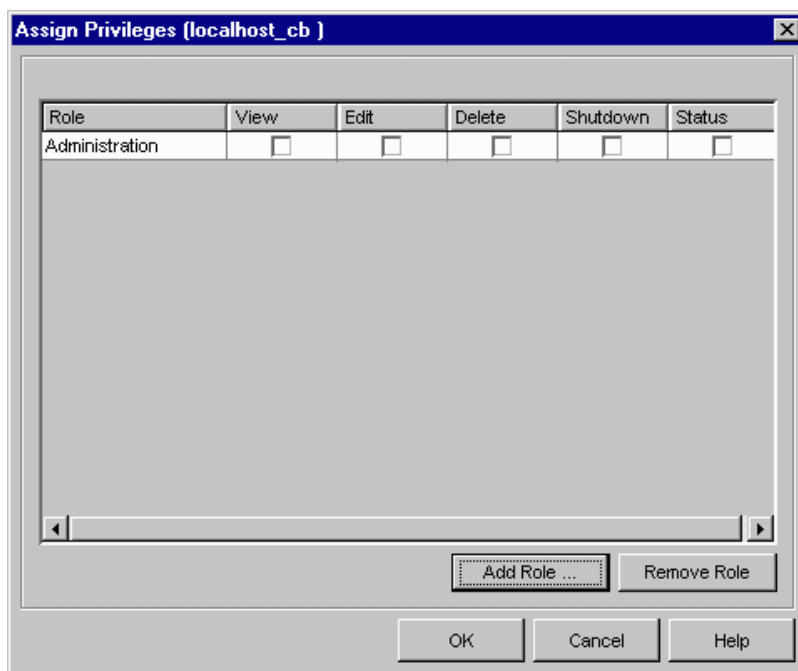 Assign Privileges (localhost_cb )
Role View Edit Delete Shutdown Status
Administration
Add Role ... Remove Role
OK Cancel Help